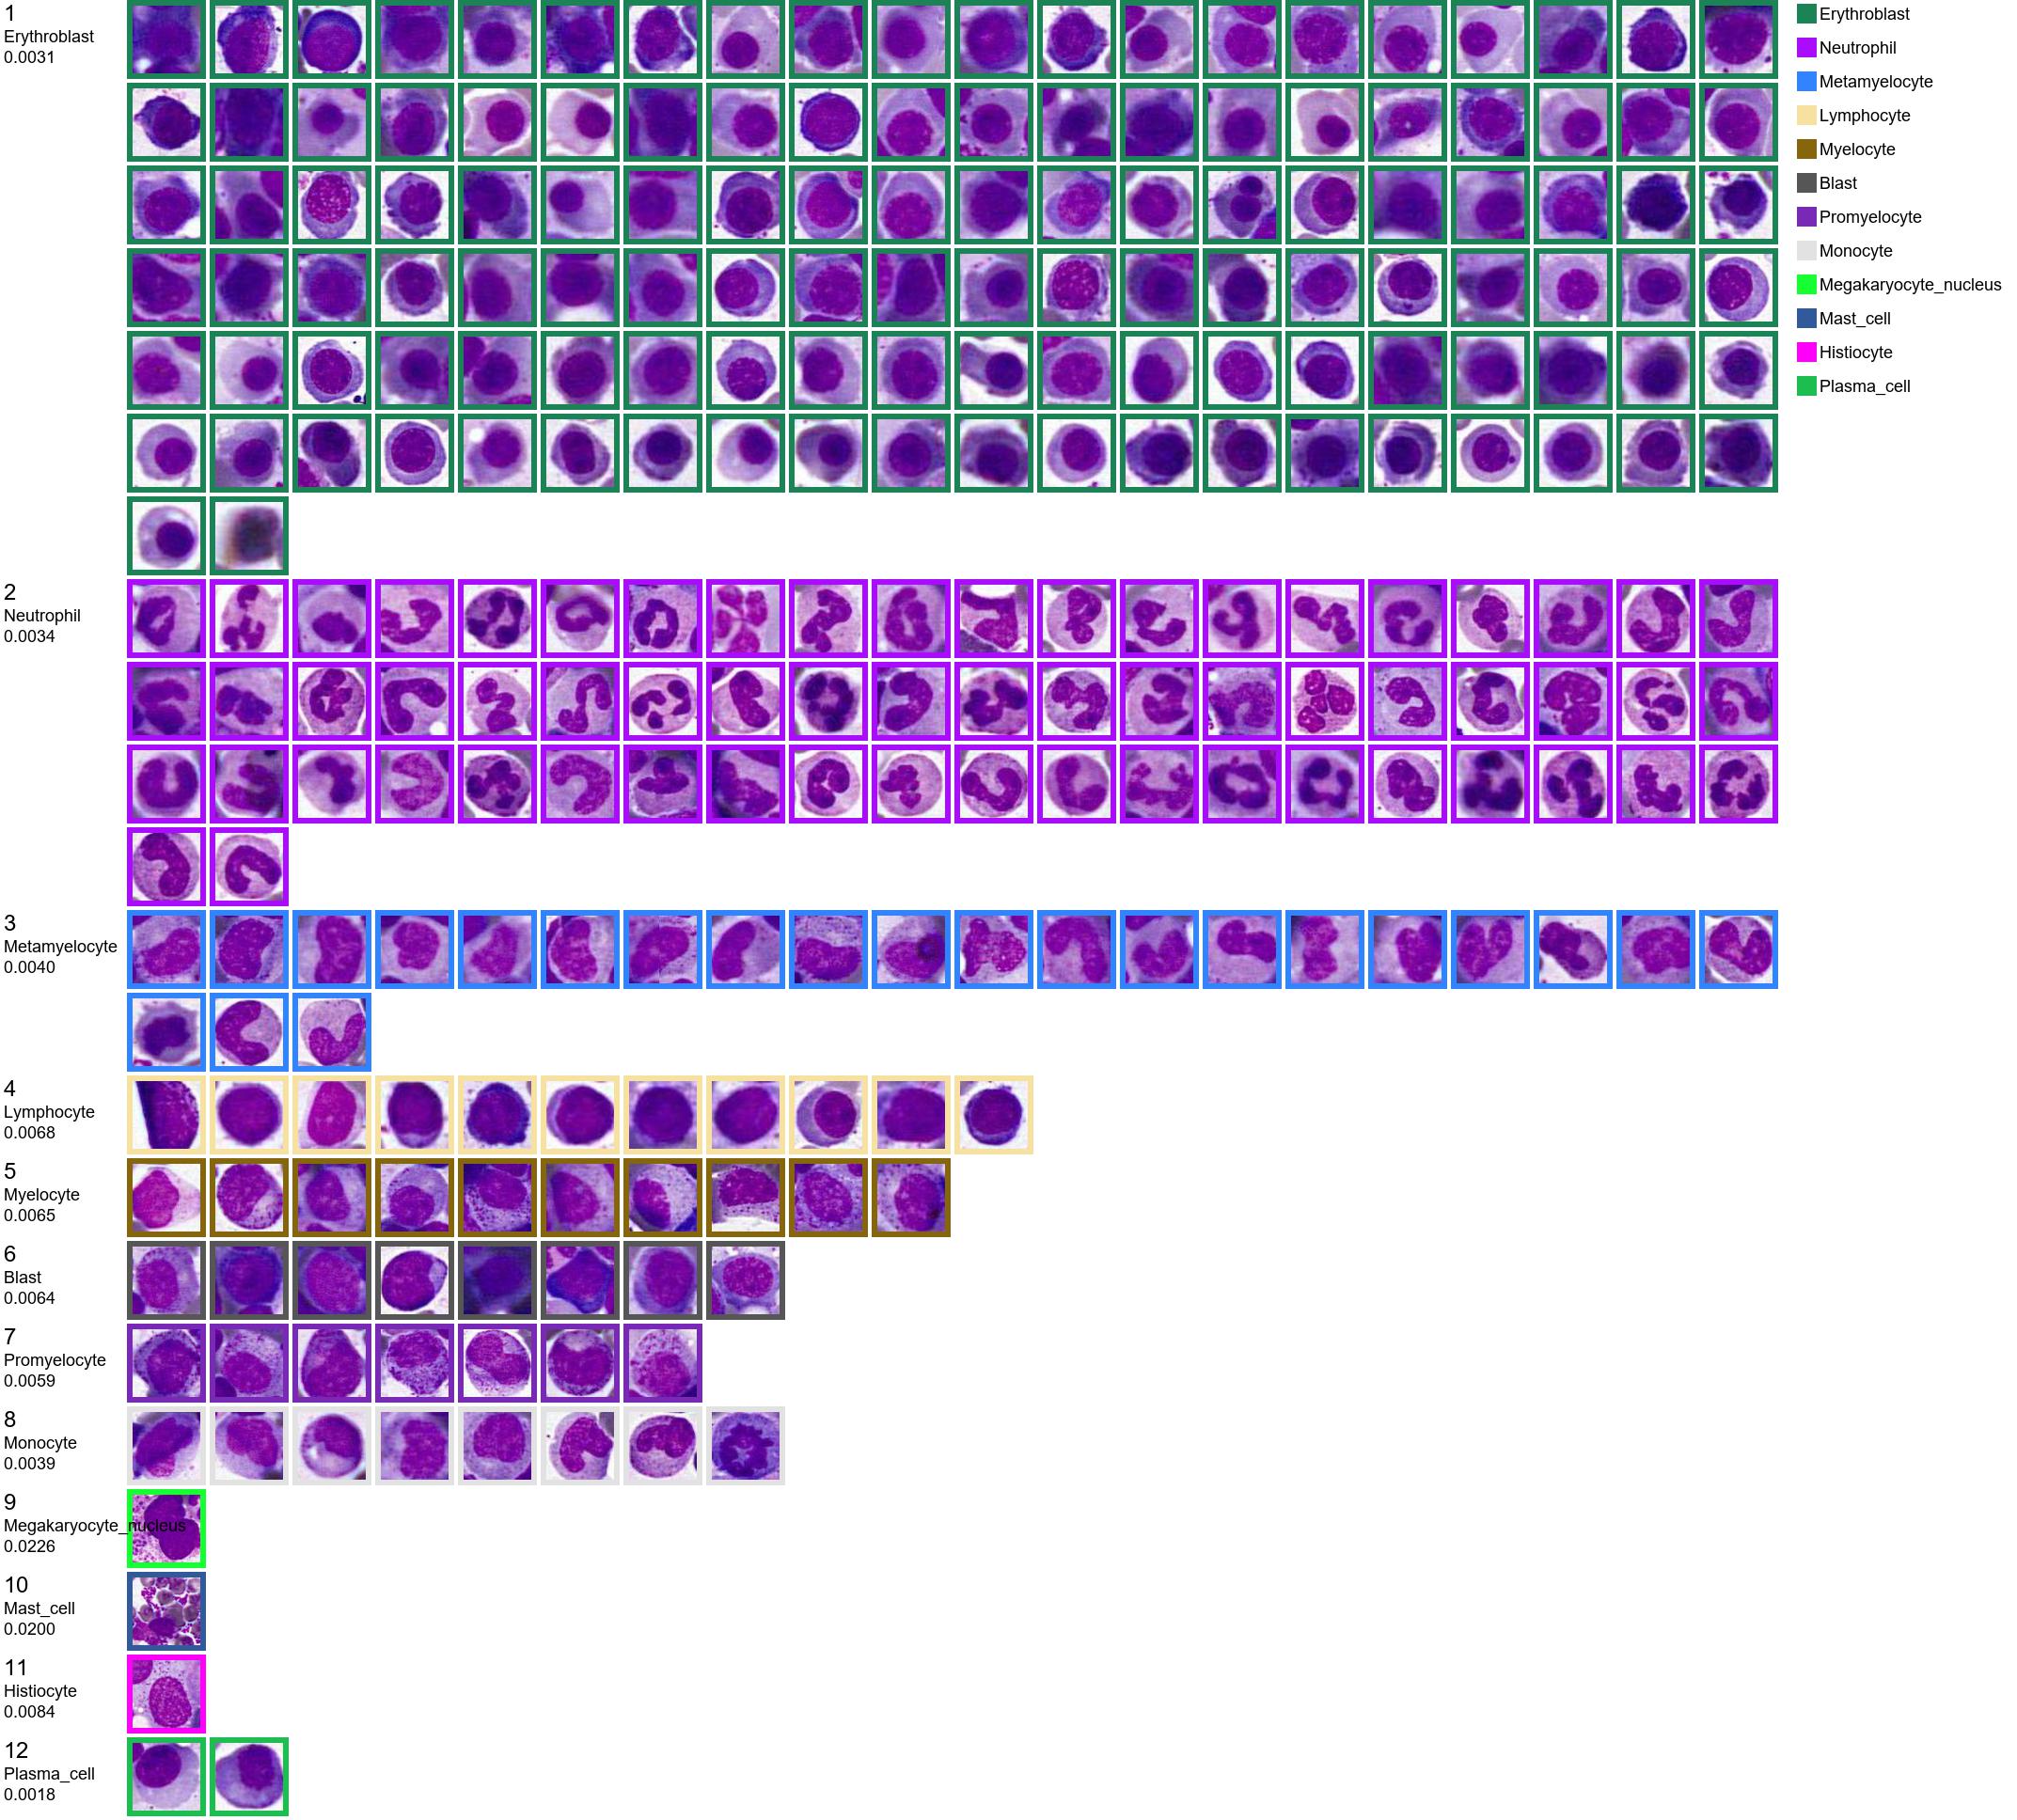 1
Erythroblast
0.0031
2
Neutrophil
0.0034
3
Metamyelocyte
0.0040
4
Lymphocyte
0.0068
5
Myelocyte
0.0065
6
Blast
0.0064
7
Promyelocyte
0.0059
8
Monocyte
0.0039
9
Megakaryocyte_nucleus
0.0226
10
Mast_cell
0.0200
11
Histiocyte
0.0084
12
Plasma_cell
0.0018
Erythroblast
Neutrophil
Metamyelocyte
Lymphocyte
Myelocyte
Blast
Promyelocyte
Monocyte
Megakaryocyte_nucleus
Mast_cell
Histiocyte
Plasma_cell